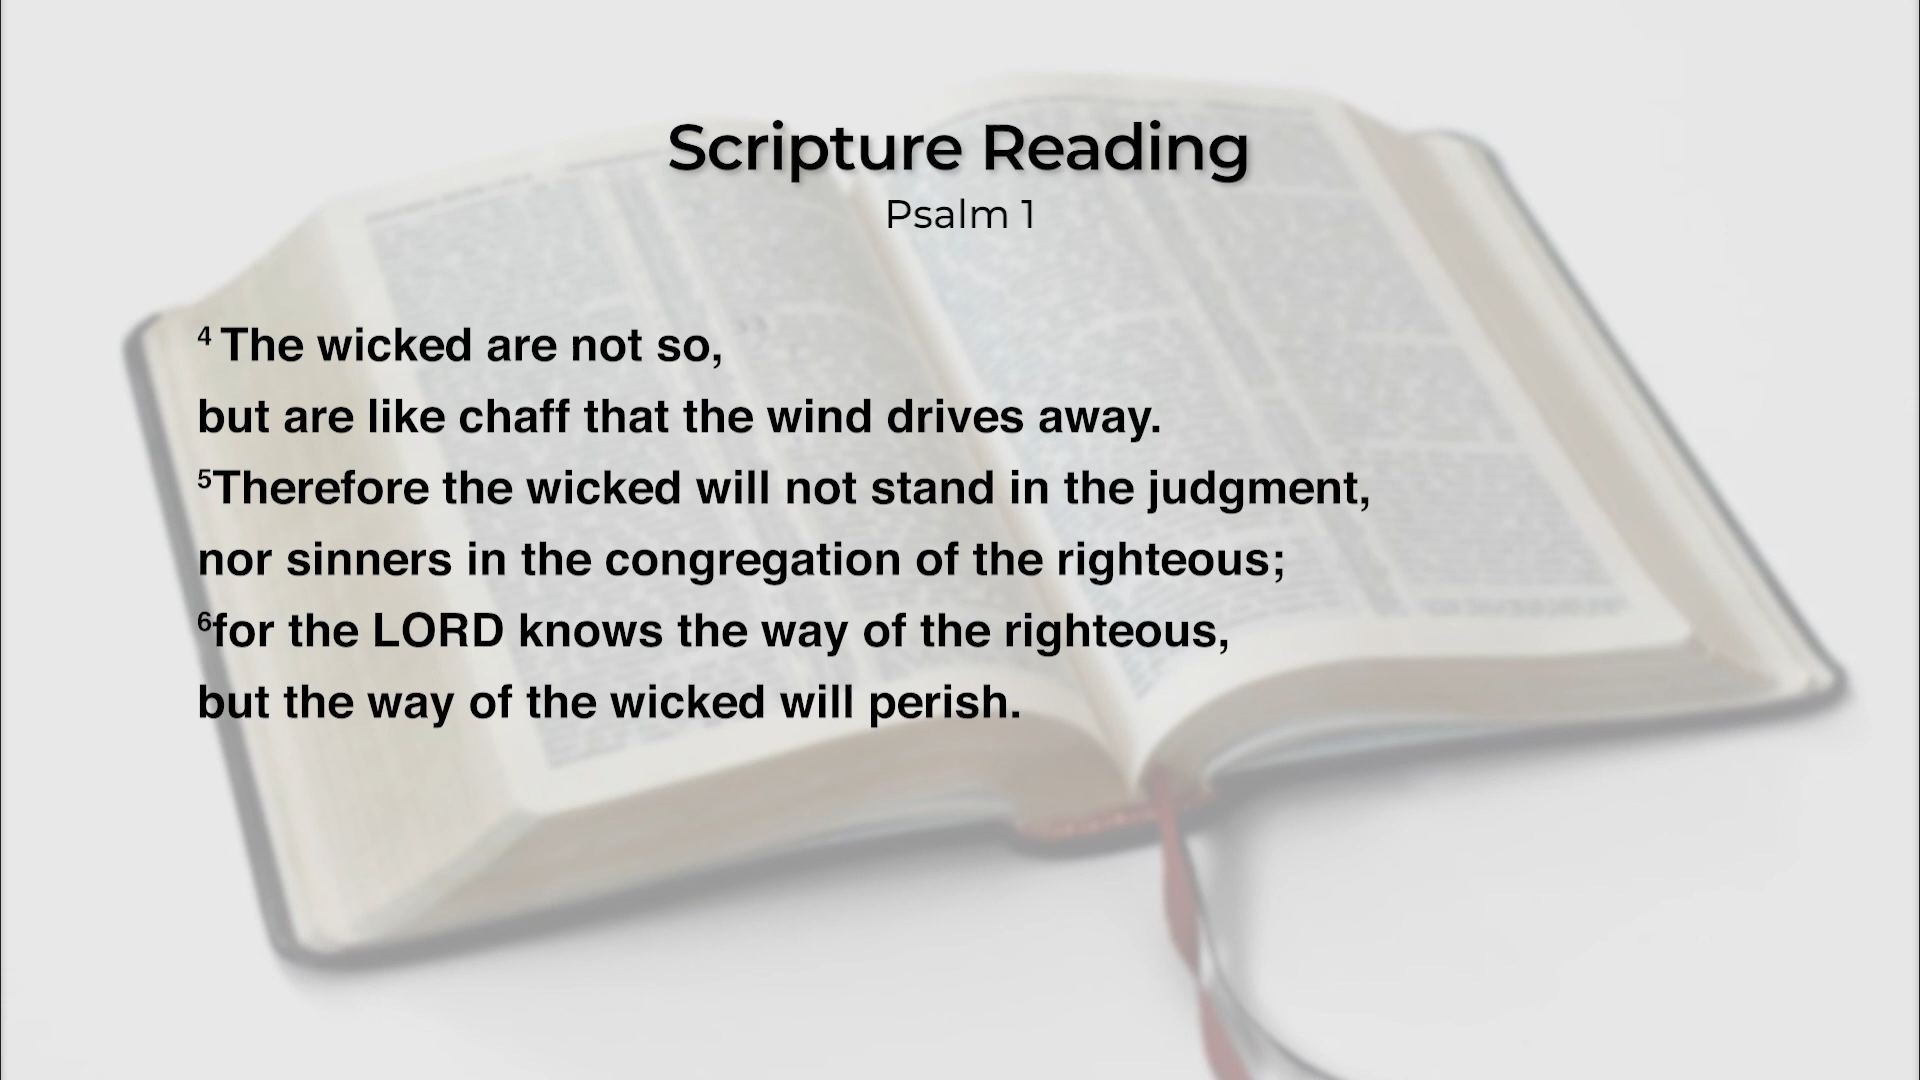 Scripture Reading
Psalm 1
4 The wicked are not so,
but are like chaff that the wind drives away.
5Therefore the wicked will not stand in the judgment,
nor sinners in the congregation of the righteous;
6for the LORD knows the way of the righteous,
but the way of the wicked will perish.